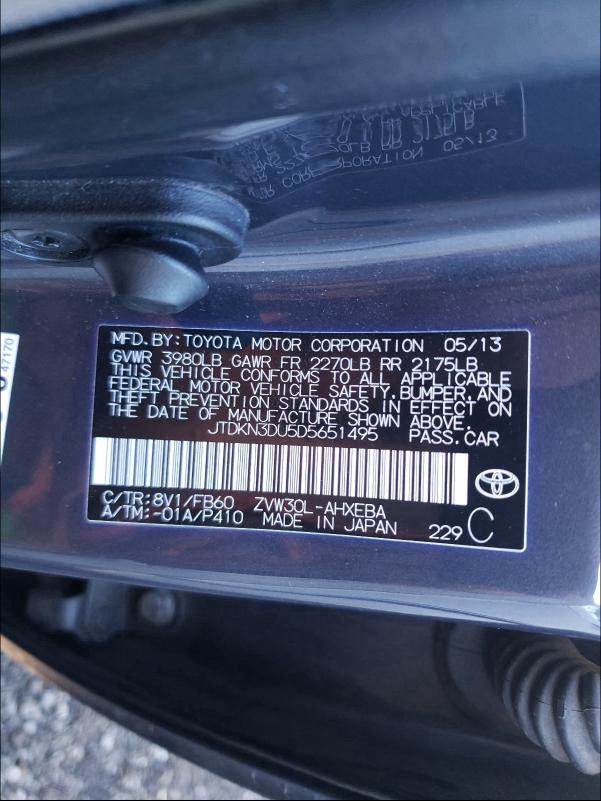 MFD. BY: TOYOTA MOTOR CORPORATION 05/13
GVWR 3980LB GAWR FR 2270LB RR 2175LB
THIS VEHICLE CONFORMS TO ALL APPLICABLE
FEDERAL MOTOR VEHICLE SAFETY, BUMPER, AND
THEFT PREVENTION STANDARDS IN EFFECT ON
THE DATE OF MANUFACTURE SHOWN ABOVE.
JTDKN3DU5D5651495 PASS. CAR
C/TR: 8V1/FB60 ZVW30L-AHXEBA
A/TM: -01A/P410 MADE IN JAPAN 229 C
47170